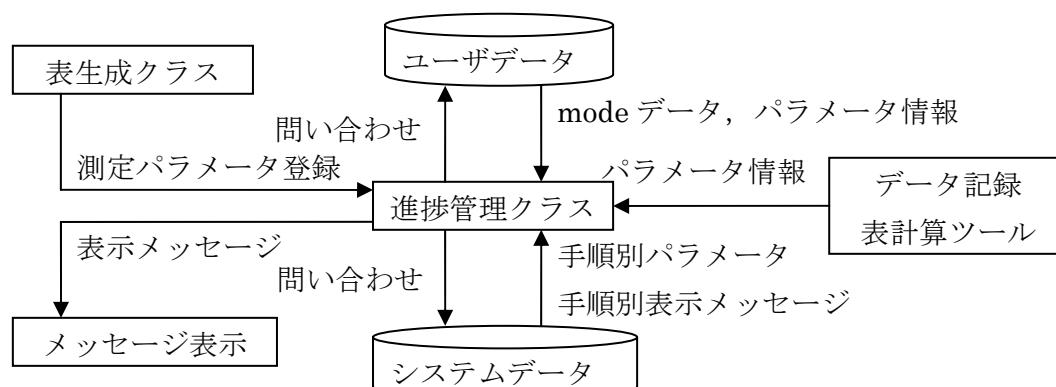 ユーザデータ
表生成クラス
mode データ，パラメータ情報
問い合わせ
測定パラメータ登録
パラメータ情報
データ記録
表計算ツール
進捗管理クラス
表示メッセージ
問い合わせ
手順別パラメータ
手順別表示メッセージ
メッセージ表示
システムデータ